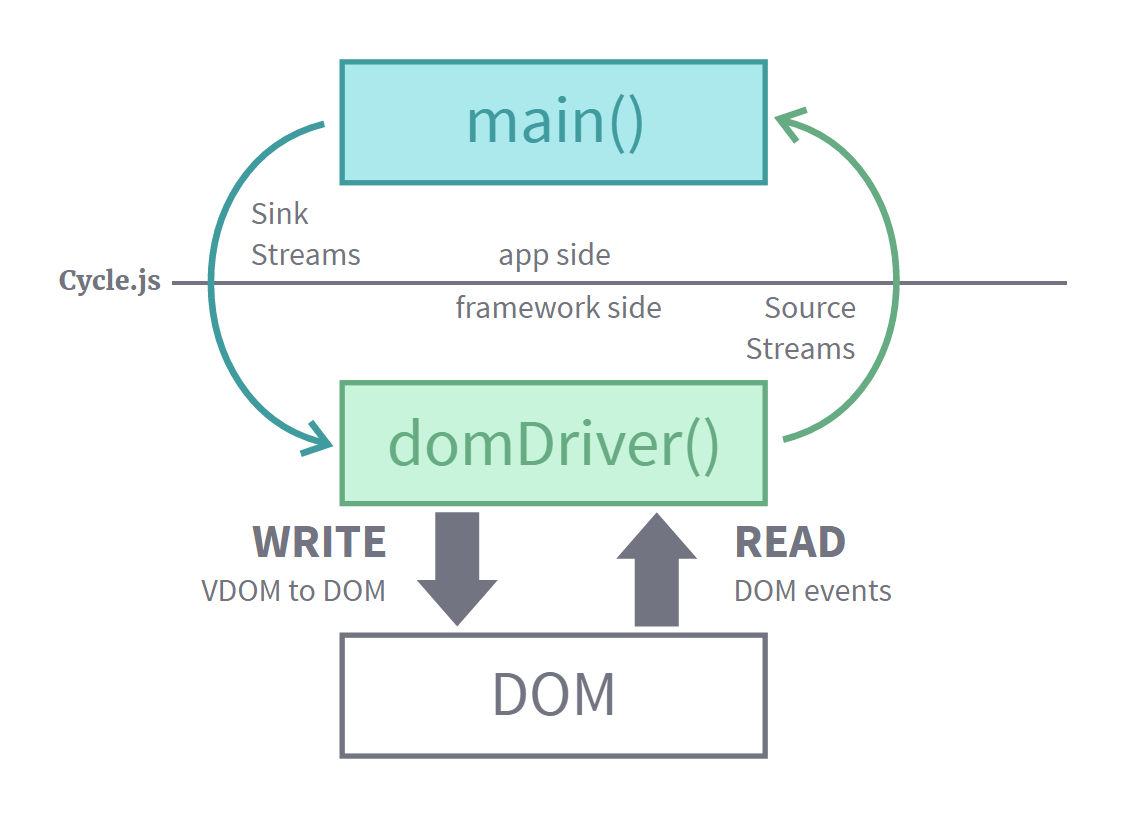 main()
Sink
Streams
app side
Cycle.js
framework side
Source
Streams
domDriver()
WRITE
VDOM to DOM
READ
DOM events
DOM